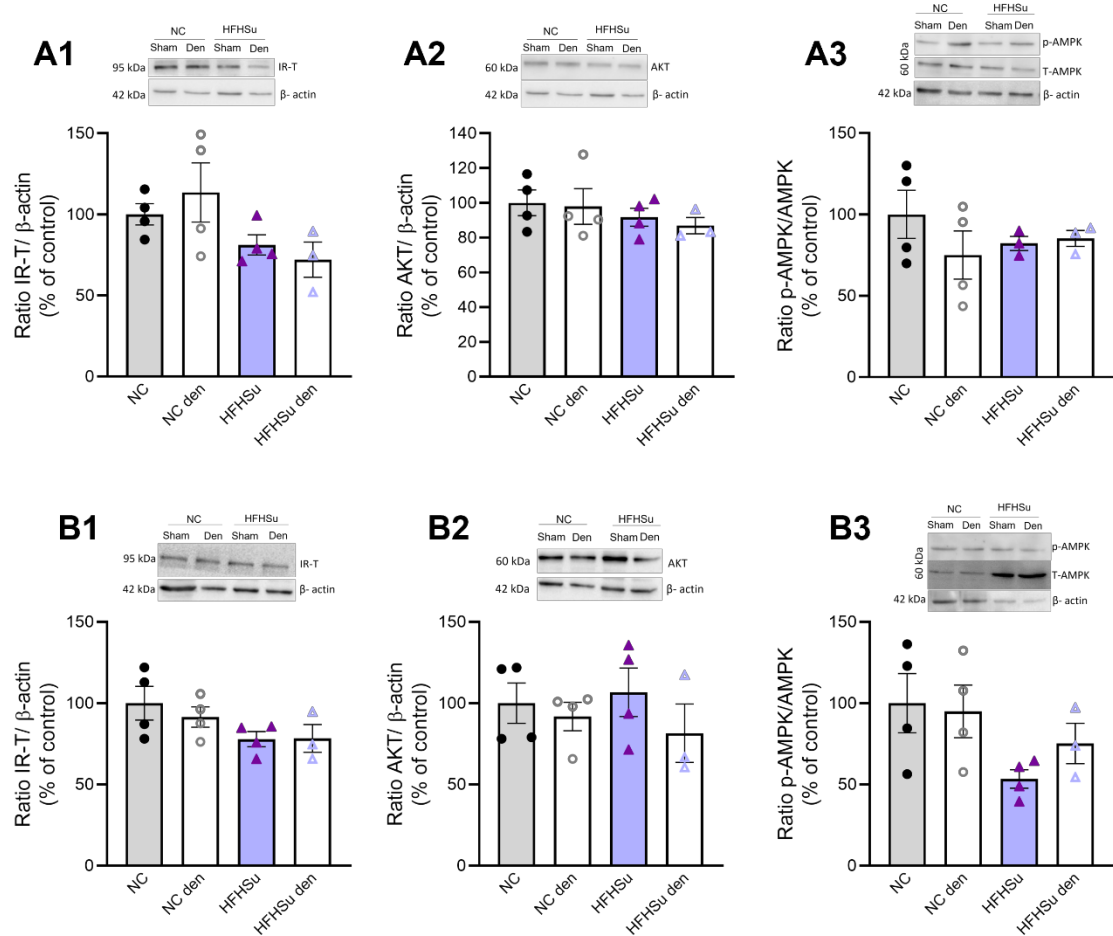 A1
NC HFHSu
Sham Den Sham Den
95 kDa IR-T
42 kDa β- actin
Ratio IR-T/ β-actin
(% of control)
150
100
50
0
NC
NC den
HFHSu
HFHSu den
A2
NC HFHSu
Sham Den Sham Den
60 kDa AKT
42 kDa β- actin
Ratio AKT/ β-actin
(% of control)
140
120
100
80
60
40
20
0
NC
NC den
HFHSu
HFHSu den
A3
NC HFHSu
Sham Den Sham Den
60 kDa
p-AMPK
T-AMPK
42 kDa β- actin
Ratio p-AMPK/AMPK
(% of control)
150
100
50
0
NC
NC den
HFHSu
HFHSu den
B1
NC HFHSu
Sham Den Sham Den
95 kDa IR-T
42 kDa β- actin
Ratio IR-T/ β-actin
(% of control)
150
100
50
0
NC
NC den
HFHSu
HFHSu den
B2
NC HFHSu
Sham Den Sham Den
60 kDa AKT
42 kDa β- actin
Ratio AKT/ β-actin
(% of control)
150
100
50
0
NC
NC den
HFHSu
HFHSu den
B3
NC HFHSu
Sham Den Sham Den
60 kDa
p-AMPK
T-AMPK
42 kDa β- actin
Ratio p-AMPK/AMPK
(% of control)
150
100
50
0
NC
NC den
HFHSu
HFHSu den